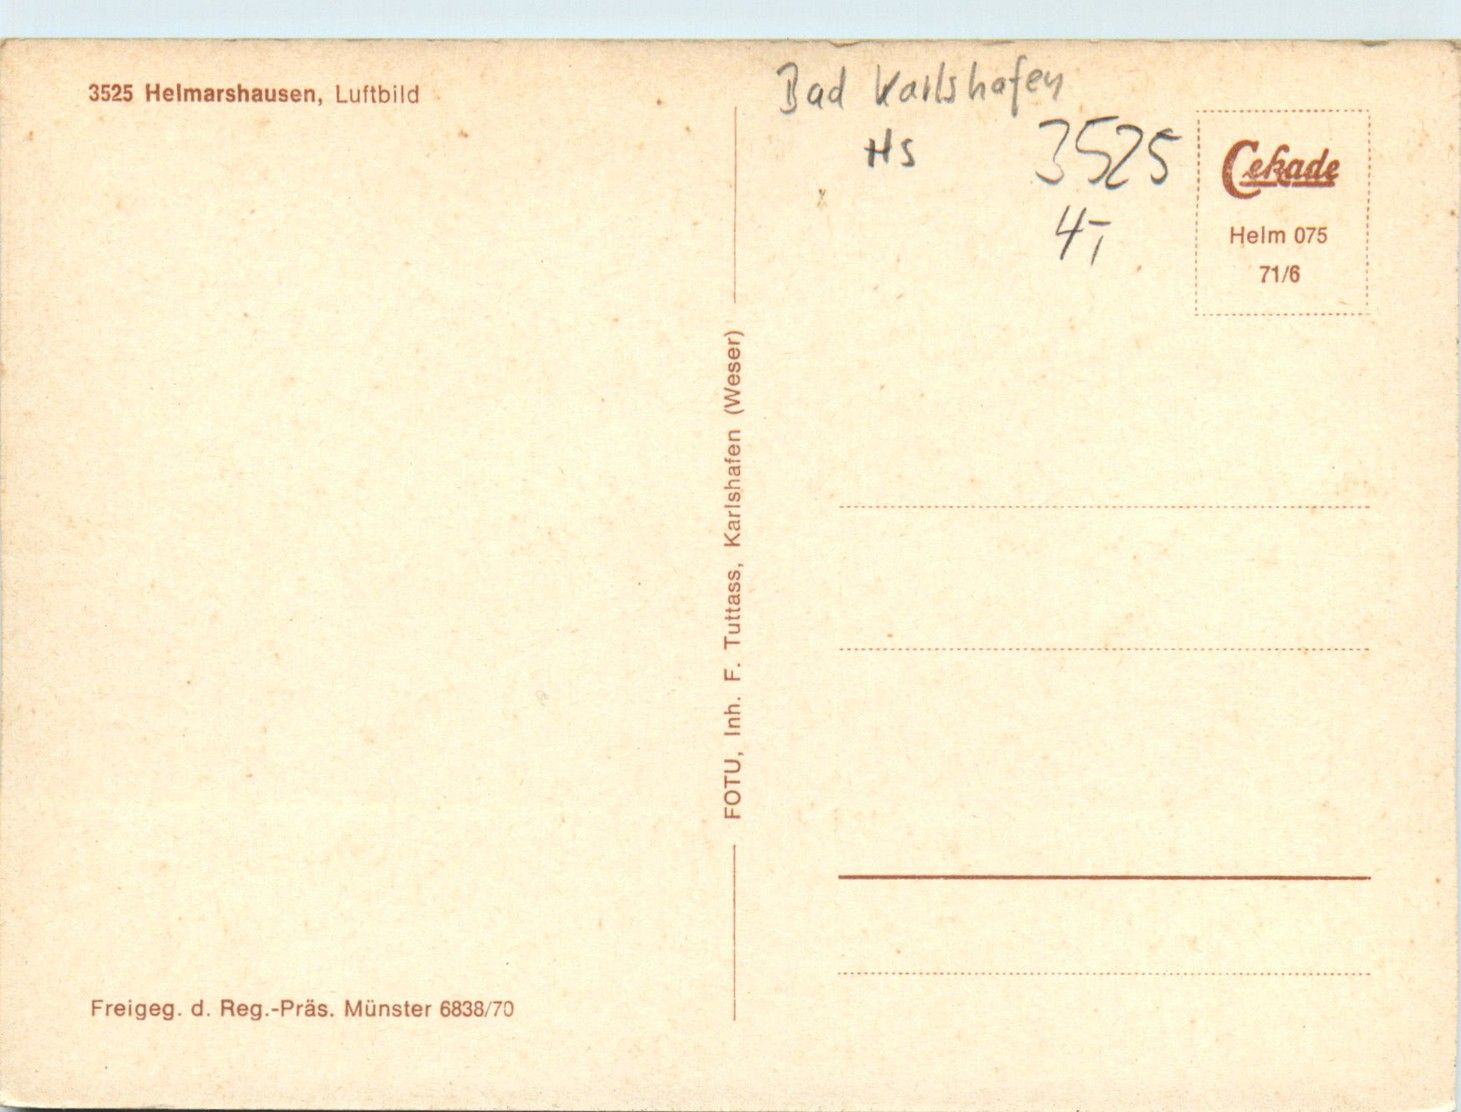 3525 Helmarshausen, Luftbild
Bad Karlshafen
HS
3525
4,-
Cekade
Helm 075
71/6
FOTU, Inh. F. Tuttass, Karlshafen (Weser)
Freigeg. d. Reg.-Präs. Münster 6838/70